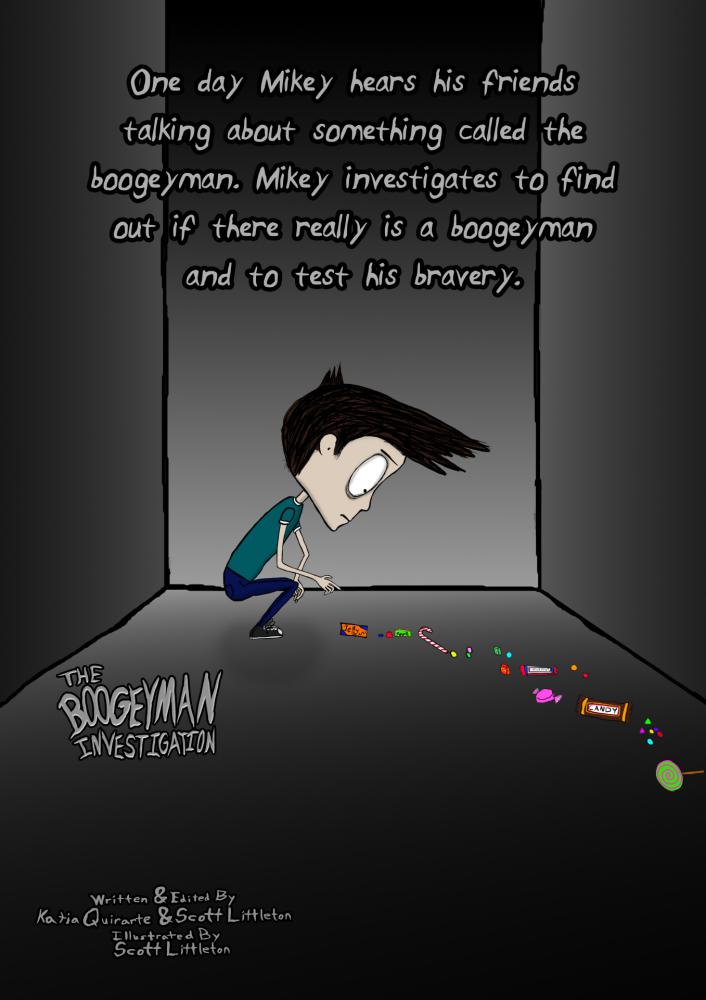 One day Mikey hears his friends
talking about something called the
boogeyman. Mikey investigates to find
out if there really is a boogeyman
and to test his bravery.
THE
BOOGEYMAN
INVESTIGATION
LANDY
Written & Edited By
Katia Quirarte & Scott Littleton
Illustrated By
Scott Littleton